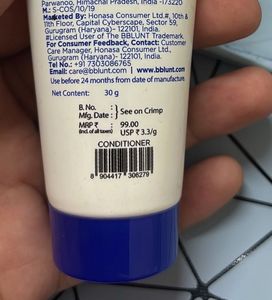 Parwanoo, Himachal Pradesh, India -173220
M.: S-COS/10/19
Marketed By: Honasa Consumer Ltd.#, 10th &
11th Floor, Capital Cyberscape, Sector 59,
Gurugram (Haryana)- 122101, India.
#Licensed User of The BBLUNT Trademark.
For Consumer Feedback, Contact: Customer
Care Manager, Honasa Consumer Ltd.,
Gurugram (Haryana)- 122101, India.
Tel No.: +91 7303086765
Email: care@bblunt.com www.bblunt.com
Use before 24 months from date of manufacture.
Net Content: 30 g
B. No. :
Mfg. Date : } See on Crimp
MRP ₹ : 99.00
(Incl. of all taxes) USP ₹ 3.3/g
CONDITIONER
8 904417 306279